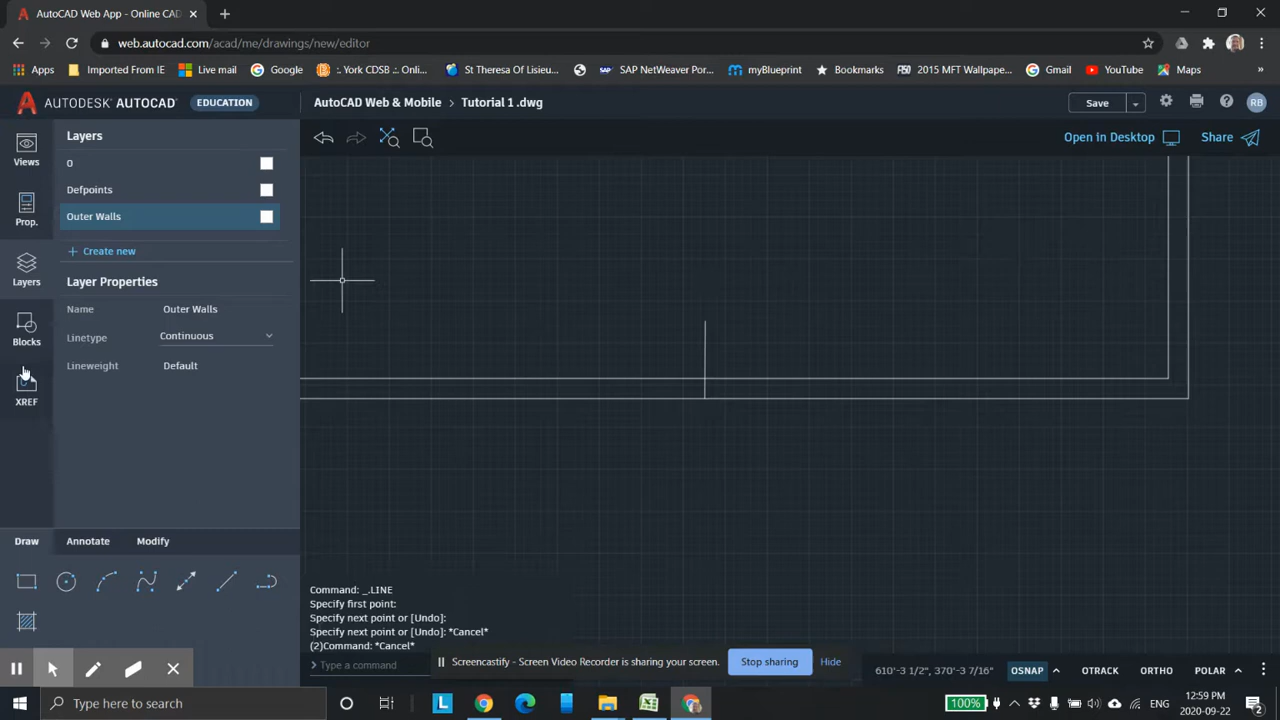 AutoCAD Web App - Online CAD
web.autocad.com/acad/me/drawings/new/editor
Apps
Imported From IE
Live mail
Google
:. York CDSB :. Onli...
St Theresa Of Lisieu...
SAP NetWeaver Por...
myBlueprint
Bookmarks
2015 MFT Wallpape...
Gmail
YouTube
Maps
AUTODESK® AUTOCAD®
EDUCATION
AutoCAD Web & Mobile > Tutorial 1 .dwg
Save
RB
Open in Desktop
Share
Views
Prop.
Layers
Blocks
XREF
Layers
0
Defpoints
Outer Walls
+ Create new
Layer Properties
Name Outer Walls
Linetype Continuous
Lineweight Default
Draw Annotate Modify
Command: _.LINE
Specify first point:
Specify next point or [Undo]:
Specify next point or [Undo]: *Cancel*
(2)Command: *Cancel*
Type a command
Screencastify - Screen Video Recorder is sharing your screen.
Stop sharing
Hide
610'-3 1/2", 370'-3 7/16"
OSNAP
OTRACK
ORTHO
POLAR
Type here to search
100%
ENG
12:59 PM
2020-09-22
2